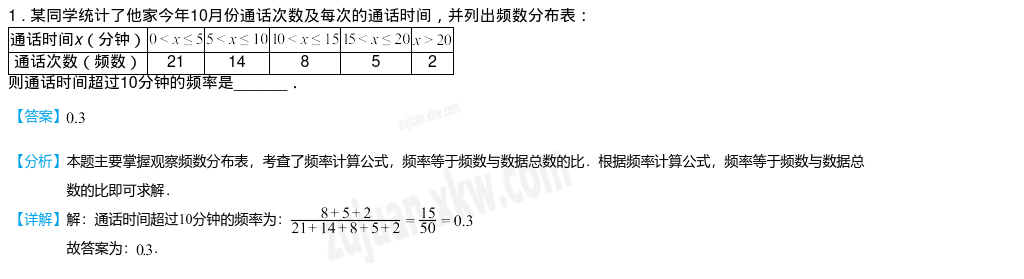 1．某同学统计了他家今年10月份通话次数及每次的通话时间，并列出频数分布表：
通话时间x（分钟） 0 < x ≤ 5 5 < x ≤ 10 10 < x ≤ 15 15 < x ≤ 20 x > 20
通话次数（频数） 21 14 8 5 2
则通话时间超过10分钟的频率是______．
【答案】0.3
【分析】本题主要掌握观察频数分布表，考查了频率计算公式，频率等于频数与数据总数的比．根据频率计算公式，频率等于频数与数据总
数的比即可求解．
【详解】解：通话时间超过10分钟的频率为：(8+5+2)/(21+14+8+5+2) = 15/50 = 0.3
故答案为：0.3．
zujuan.xkw.com
zujuan.xkw.com